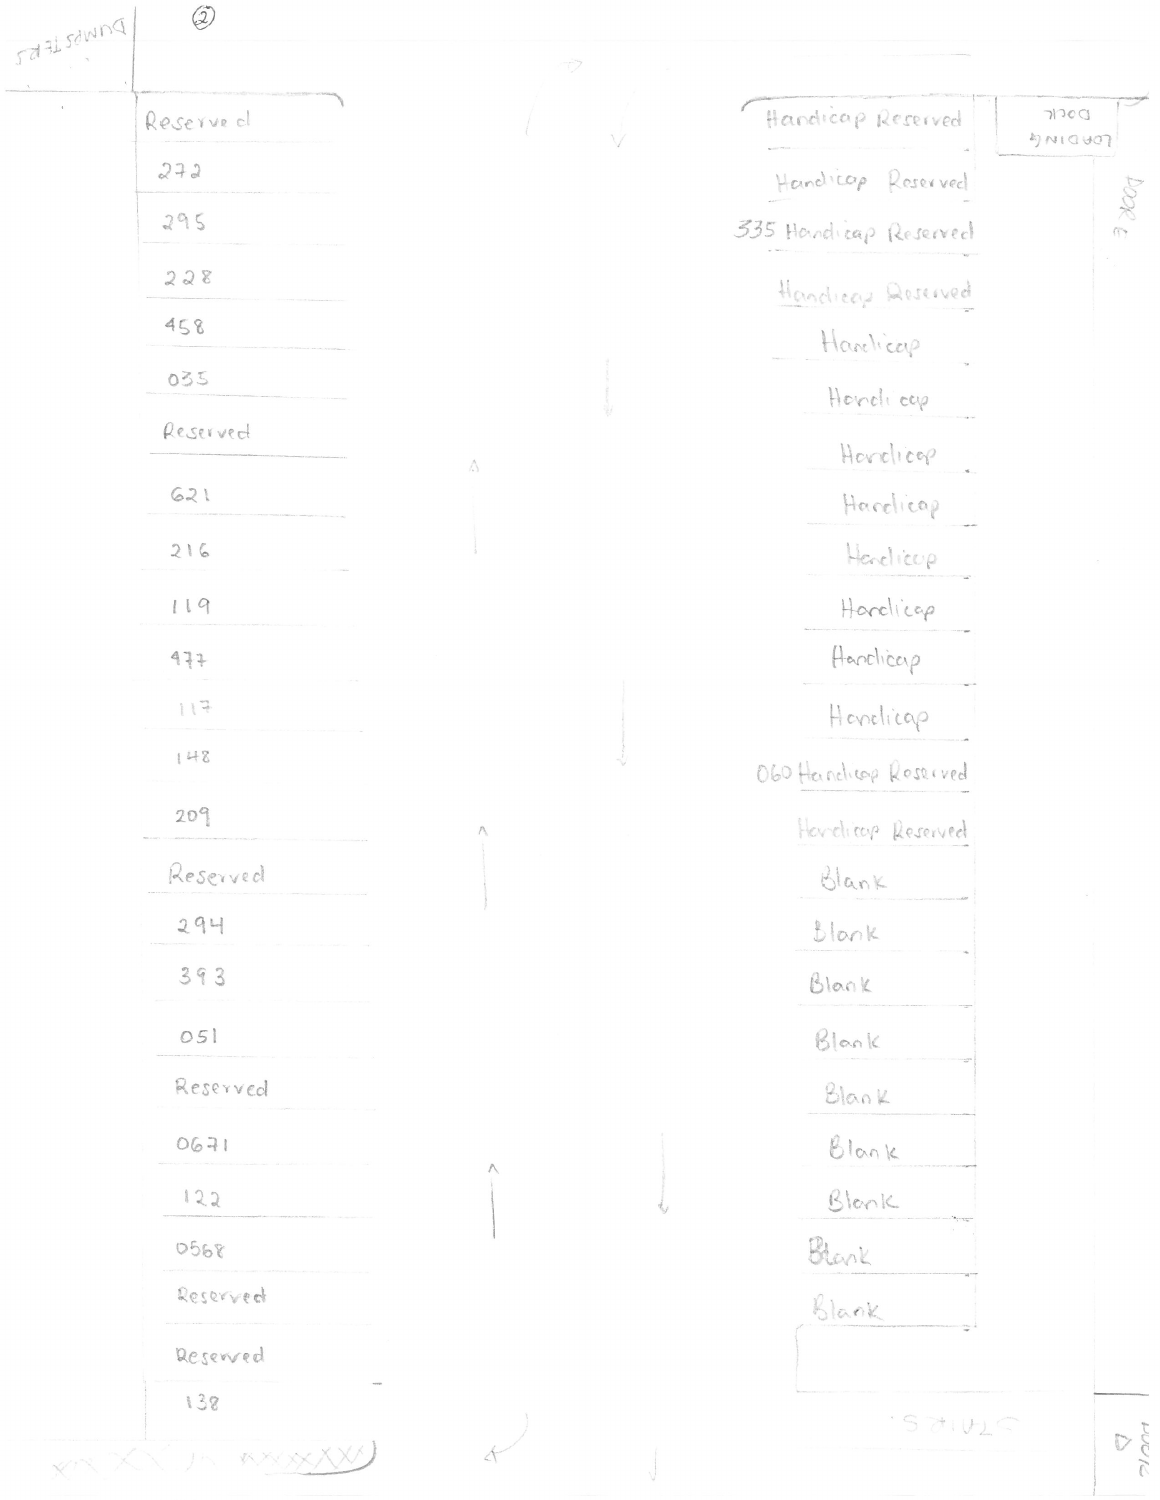 ②
DUMPSTERS
Reserved
272
295
228
458
035
Reserved
621
216
119
477
117
148
209
Reserved
294
393
051
Reserved
0671
122
0568
Reserved
Reserved
138
Handicap Reserved
Handicap Reserved
335 Handicap Reserved
Handicap Reserved
Handicap
Handicap
Handicap
Handicap
Handicap
Handicap
Handicap
Handicap
060 Handicap Reserved
Handicap Reserved
Blank
Blank
Blank
Blank
Blank
Blank
Blank
Blank
Blank
LOADING
DOCK
DOOR E
STAIRS
DOOR
D